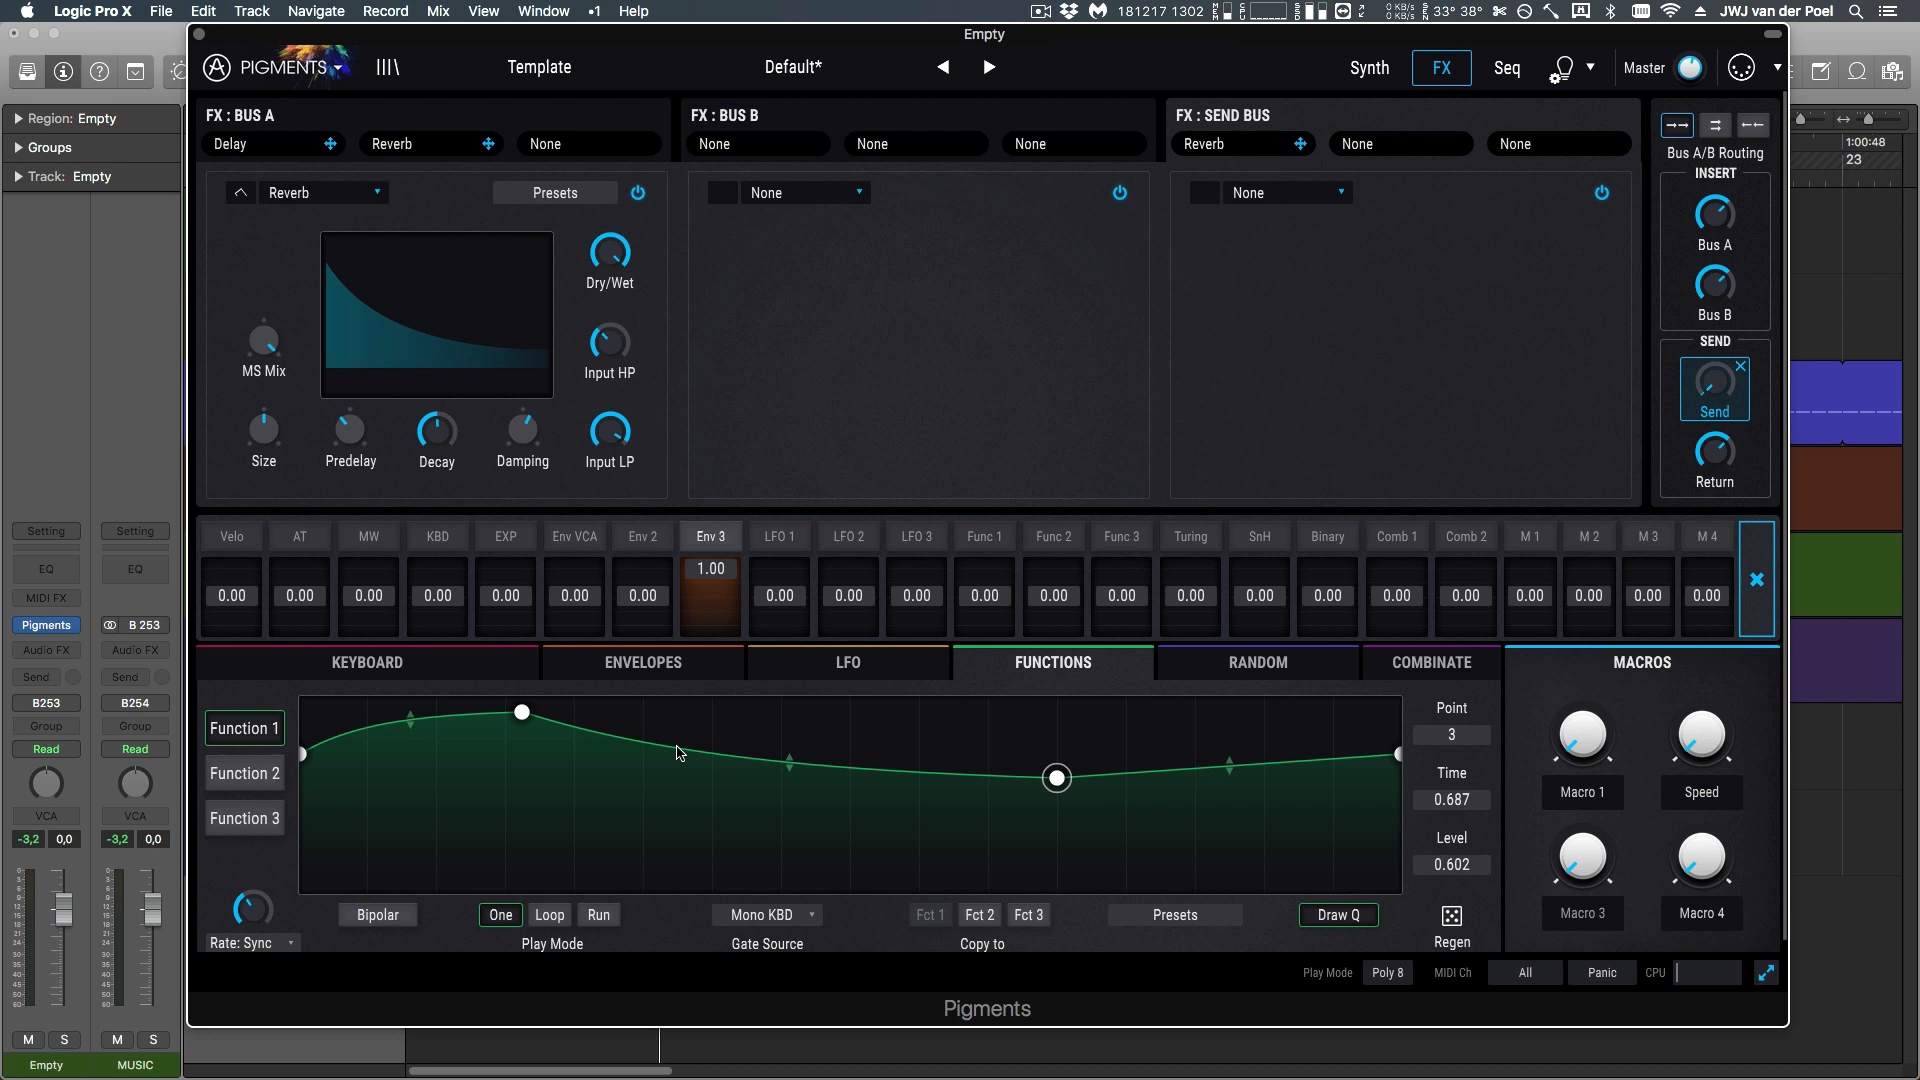 Logic Pro X File Edit Track Navigate Record Mix View Window •1 Help
181217 1302 0 KB/s 0 KB/s 33° 38° JWJ van der Poel
Empty
PIGMENTS Template Default* Synth FX Seq Master
Region: Empty
Groups
Track: Empty
FX : BUS A FX : BUS B FX : SEND BUS
Delay Reverb None None None None Reverb None None
Bus A/B Routing
1:00:48
23
Reverb Presets None None
INSERT
Bus A
Bus B
SEND
Send
Return
Dry/Wet
MS Mix Input HP
Size Predelay Decay Damping Input LP
Velo AT MW KBD EXP Env VCA Env 2 Env 3 LFO 1 LFO 2 LFO 3 Func 1 Func 2 Func 3 Turing SnH Binary Comb 1 Comb 2 M 1 M 2 M 3 M 4
0.00 0.00 0.00 0.00 0.00 0.00 0.00 1.00 0.00 0.00 0.00 0.00 0.00 0.00 0.00 0.00 0.00 0.00 0.00 0.00 0.00 0.00 0.00
KEYBOARD ENVELOPES LFO FUNCTIONS RANDOM COMBINATE MACROS
Function 1
Function 2
Function 3
Point
3
Time
0.687
Level
0.602
Macro 1 Speed
Macro 3 Macro 4
Bipolar One Loop Run Mono KBD Fct 1 Fct 2 Fct 3 Presets Draw Q
Rate: Sync Play Mode Gate Source Copy to Regen
Play Mode Poly 8 MIDI Ch All Panic CPU
Pigments
Setting Setting
EQ EQ
MIDI FX
Pigments B 253
Audio FX Audio FX
Send Send
B253 B254
Group Group
Read Read
VCA VCA
-3,2 0,0 -3,2 0,0
M S M S
Empty MUSIC